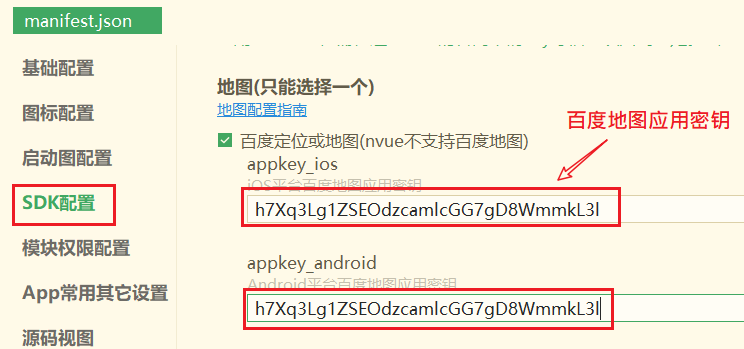 manifest.json
基础配置
图标配置
启动图配置
SDK配置
模块权限配置
App常用其它设置
源码视图
地图(只能选择一个)
地图配置指南
百度定位或地图(nvue不支持百度地图)
百度地图应用密钥
appkey_ios
iOS平台百度地图应用密钥
h7Xq3Lg1ZSEOdzcamlcGG7gD8WmmkL3l
appkey_android
Android平台百度地图应用密钥
h7Xq3Lg1ZSEOdzcamlcGG7gD8WmmkL3l